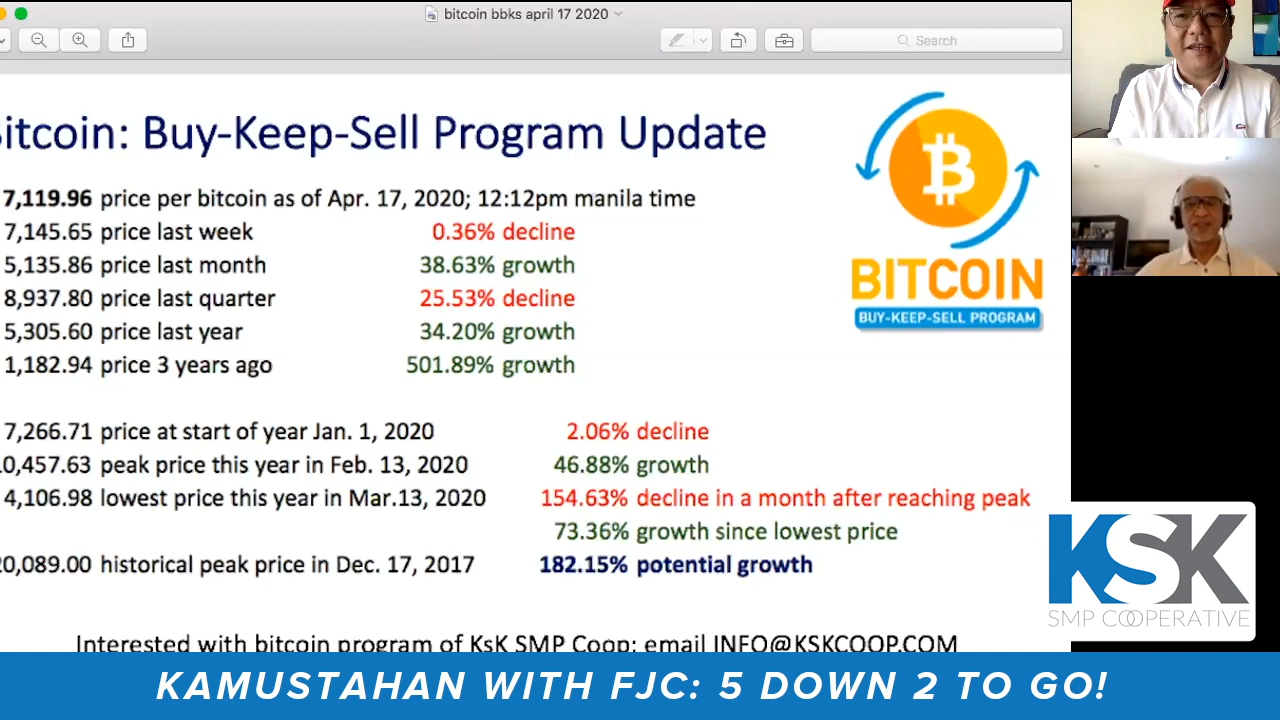 bitcoin bbks april 17 2020
Search
itcoin: Buy-Keep-Sell Program Update
7,119.96 price per bitcoin as of Apr. 17, 2020; 12:12pm manila time
7,145.65 price last week 0.36% decline
5,135.86 price last month 38.63% growth
8,937.80 price last quarter 25.53% decline
5,305.60 price last year 34.20% growth
1,182.94 price 3 years ago 501.89% growth
BITCOIN
BUY-KEEP-SELL PROGRAM
7,266.71 price at start of year Jan. 1, 2020 2.06% decline
0,457.63 peak price this year in Feb. 13, 2020 46.88% growth
4,106.98 lowest price this year in Mar.13, 2020 154.63% decline in a month after reaching peak
73.36% growth since lowest price
20,089.00 historical peak price in Dec. 17, 2017 182.15% potential growth
KSK
SMP COOPERATIVE
Interested with bitcoin program of KsK SMP Coop: email INFO@KSKCOOP.COM
KAMUSTAHAN WITH FJC: 5 DOWN 2 TO GO!